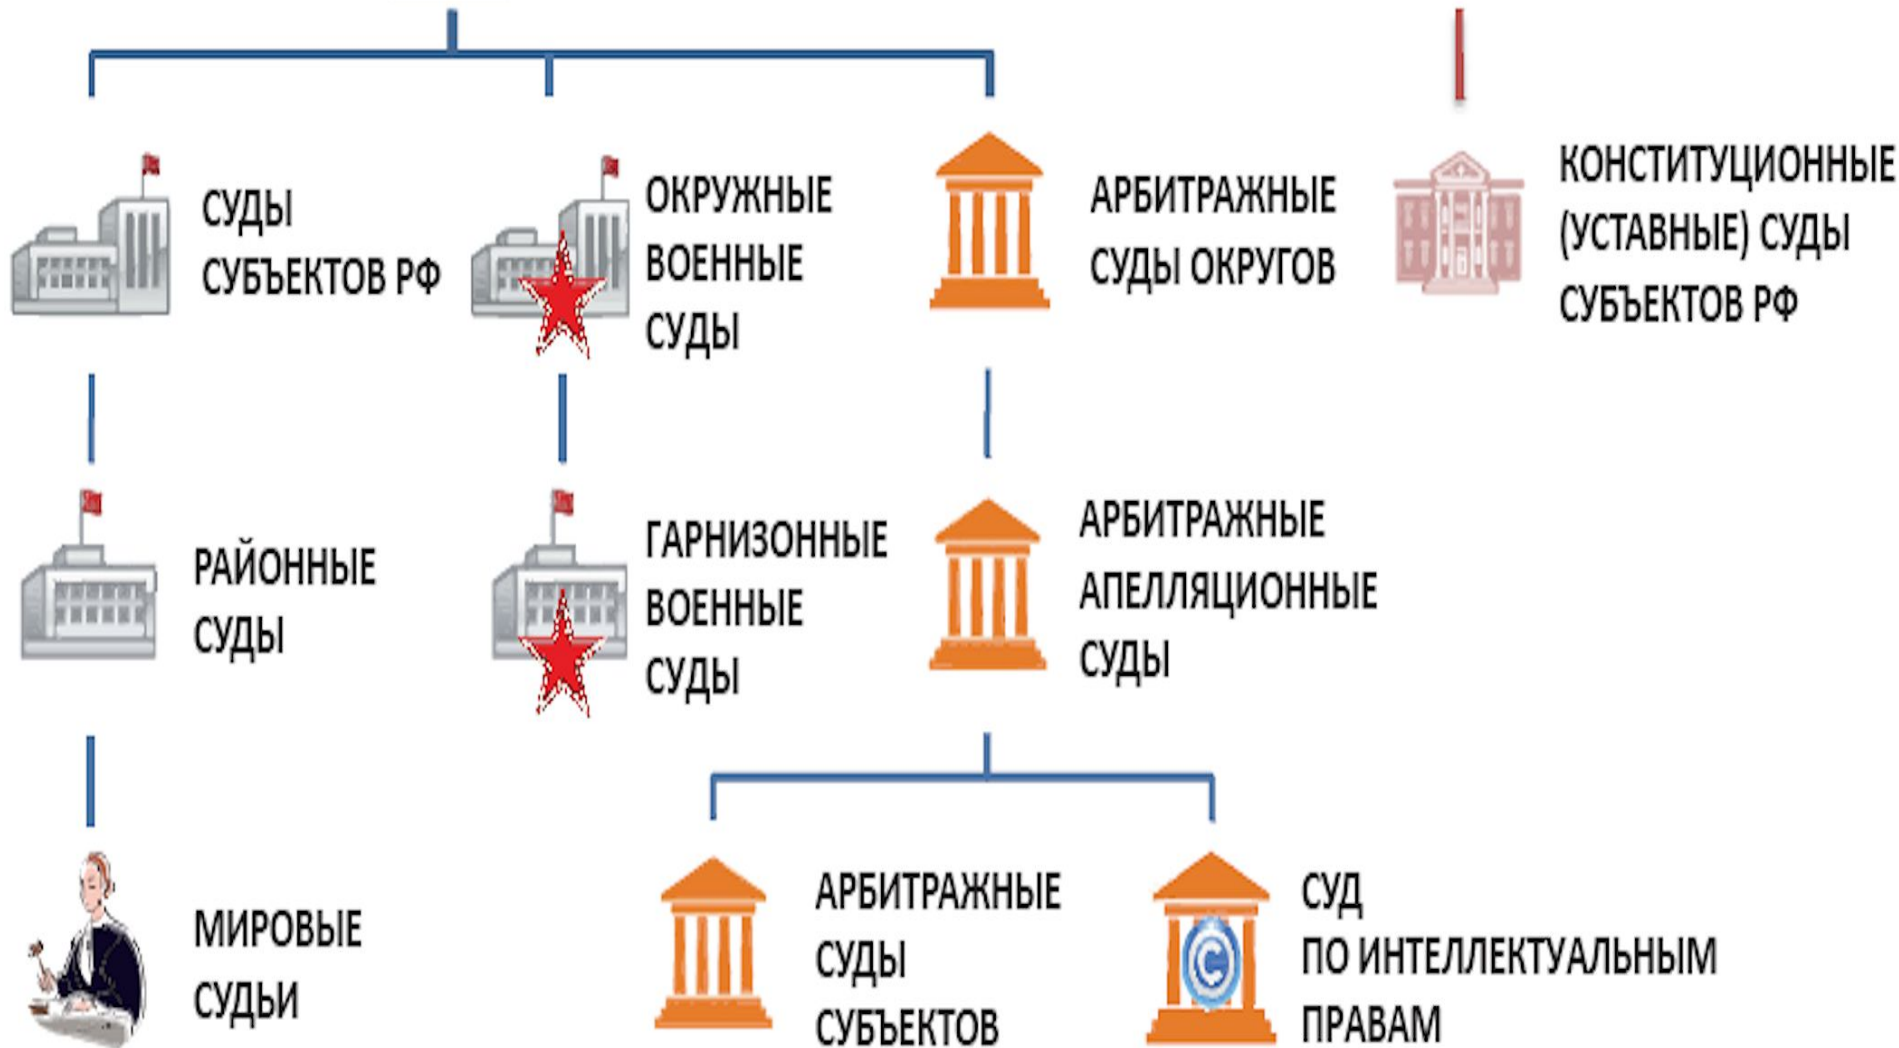 СУДЫ
СУБЪЕКТОВ РФ
ОКРУЖНЫЕ
ВОЕННЫЕ
СУДЫ
АРБИТРАЖНЫЕ
СУДЫ ОКРУГОВ
КОНСТИТУЦИОННЫЕ
(УСТАВНЫЕ) СУДЫ
СУБЪЕКТОВ РФ
РАЙОННЫЕ
СУДЫ
ГАРНИЗОННЫЕ
ВОЕННЫЕ
СУДЫ
АРБИТРАЖНЫЕ
АПЕЛЛЯЦИОННЫЕ
СУДЫ
МИРОВЫЕ
СУДЬИ
АРБИТРАЖНЫЕ
СУДЫ
СУБЪЕКТОВ
СУД
ПО ИНТЕЛЛЕКТУАЛЬНЫМ
ПРАВАМ